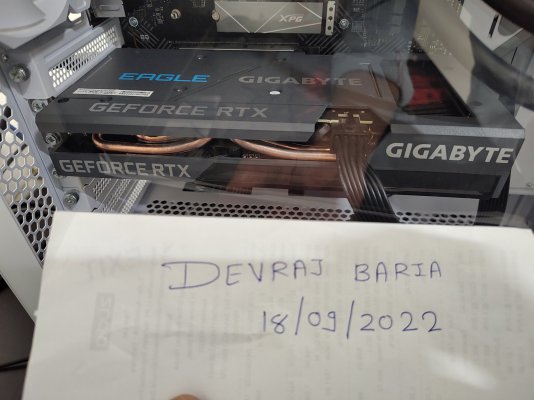 XPG
EAGLE GIGABYTE
GEFORCE RTX
GIGABYTE
GEFORCE RTX
DEVRAJ BARIA
18/09/2022